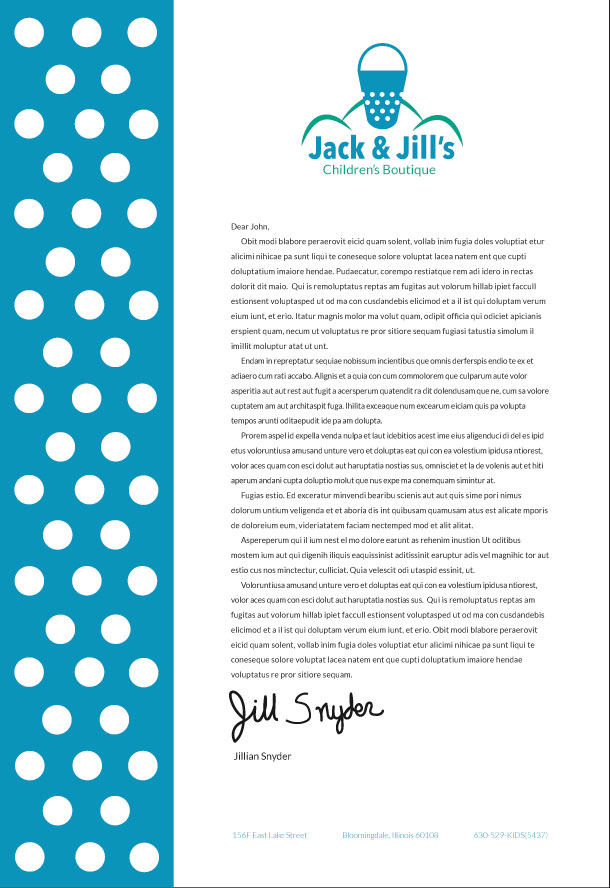 Jack & Jill's
Children's Boutique
Dear John,
Obit modi blabore peraerovit eicid quam solent, vollab inim fugia doles voluptiat etur
alicimi nihicae pa sunt liqui te coneseque solore voluptat lacea natem ent que cupti
doluptatium imaiore hendae. Pudaecatur, corempo restiatque rem adi idero in rectas
dolorit dit maio. Qui is remoluptatus reptas am fugitas aut volorum hillab ipiet faccull
estionsent voluptasped ut od ma con cusdandebis elicimod et a il ist qui doluptam verum
eium iunt, et erio. Itatur magnis molor ma volut quam, odipit officia qui odiciet apicianis
erspient quam, necum ut voluptatus re pror sitiore sequam fugiasi tatustia simolum il
imillit moluptur atat ut unt.
Endam in repreptatur sequiae nobissum incientibus que omnis derferspis endio te ex et
adiaero cum rati accabo. Alignis et a quia con cum commolorem que culparum aute volor
asperitia aut aut rest aut fugit a acersperum quatendit ra dit dolendusam que ne, cum sa volore
cuptatem am aut architaspit fuga. Ihilita exceaque num excearum eiciam quis pa volupta
tempos arunti oditaepudit ide pa am dolupta.
Prorem aspel id expella venda nulpa et laut idebitios acest ime eius aligenduci di del es ipid
etus voloruntiusa amusand unture vero et doluptas eat qui con ea volestium ipidusa ntiorest,
volor aces quam con esci dolut aut haruptatia nostias sus, omnisciet et la de volenis aut et hiti
aperum andani cupta doluptio molut que nus expe ma conemquam simintur at.
Fugias estio. Ed exceratur minvendi bearibu scienis aut aut quis sime pori nimus
dolorum untium veligenda et et aboria dis int quibusam quamusam atus est alicate mporis
de doloreium eum, videriatatem faciam nectemped mod et alit alitat.
Aspereperum qui il ium nest el mo dolore earunt as rehenim inustion Ut oditibus
mostem ium aut qui digenih iliquis eaquissinist aditissinit earuptur adis vel magnihic tor aut
estio cus nos minctectur, culliciat. Quia velescit odi utaspid essinit, ut.
Voloruntiusa amusand unture vero et doluptas eat qui con ea volestium ipidusa ntiorest,
volor aces quam con esci dolut aut haruptatia nostias sus. Qui is remoluptatus reptas am
fugitas aut volorum hillab ipiet faccull estionsent voluptasped ut od ma con cusdandebis
elicimod et a il ist qui doluptam verum eium iunt, et erio. Obit modi blabore peraerovit
eicid quam solent, vollab inim fugia doles voluptiat etur alicimi nihicae pa sunt liqui te
coneseque solore voluptat lacea natem ent que cupti doluptatium imaiore hendae
voluptatus re pror sitiore sequam.
Jill Snyder
Jillian Snyder
156F East Lake Street Bloomingdale, Illinois 60108 630-529-KIDS(5437)